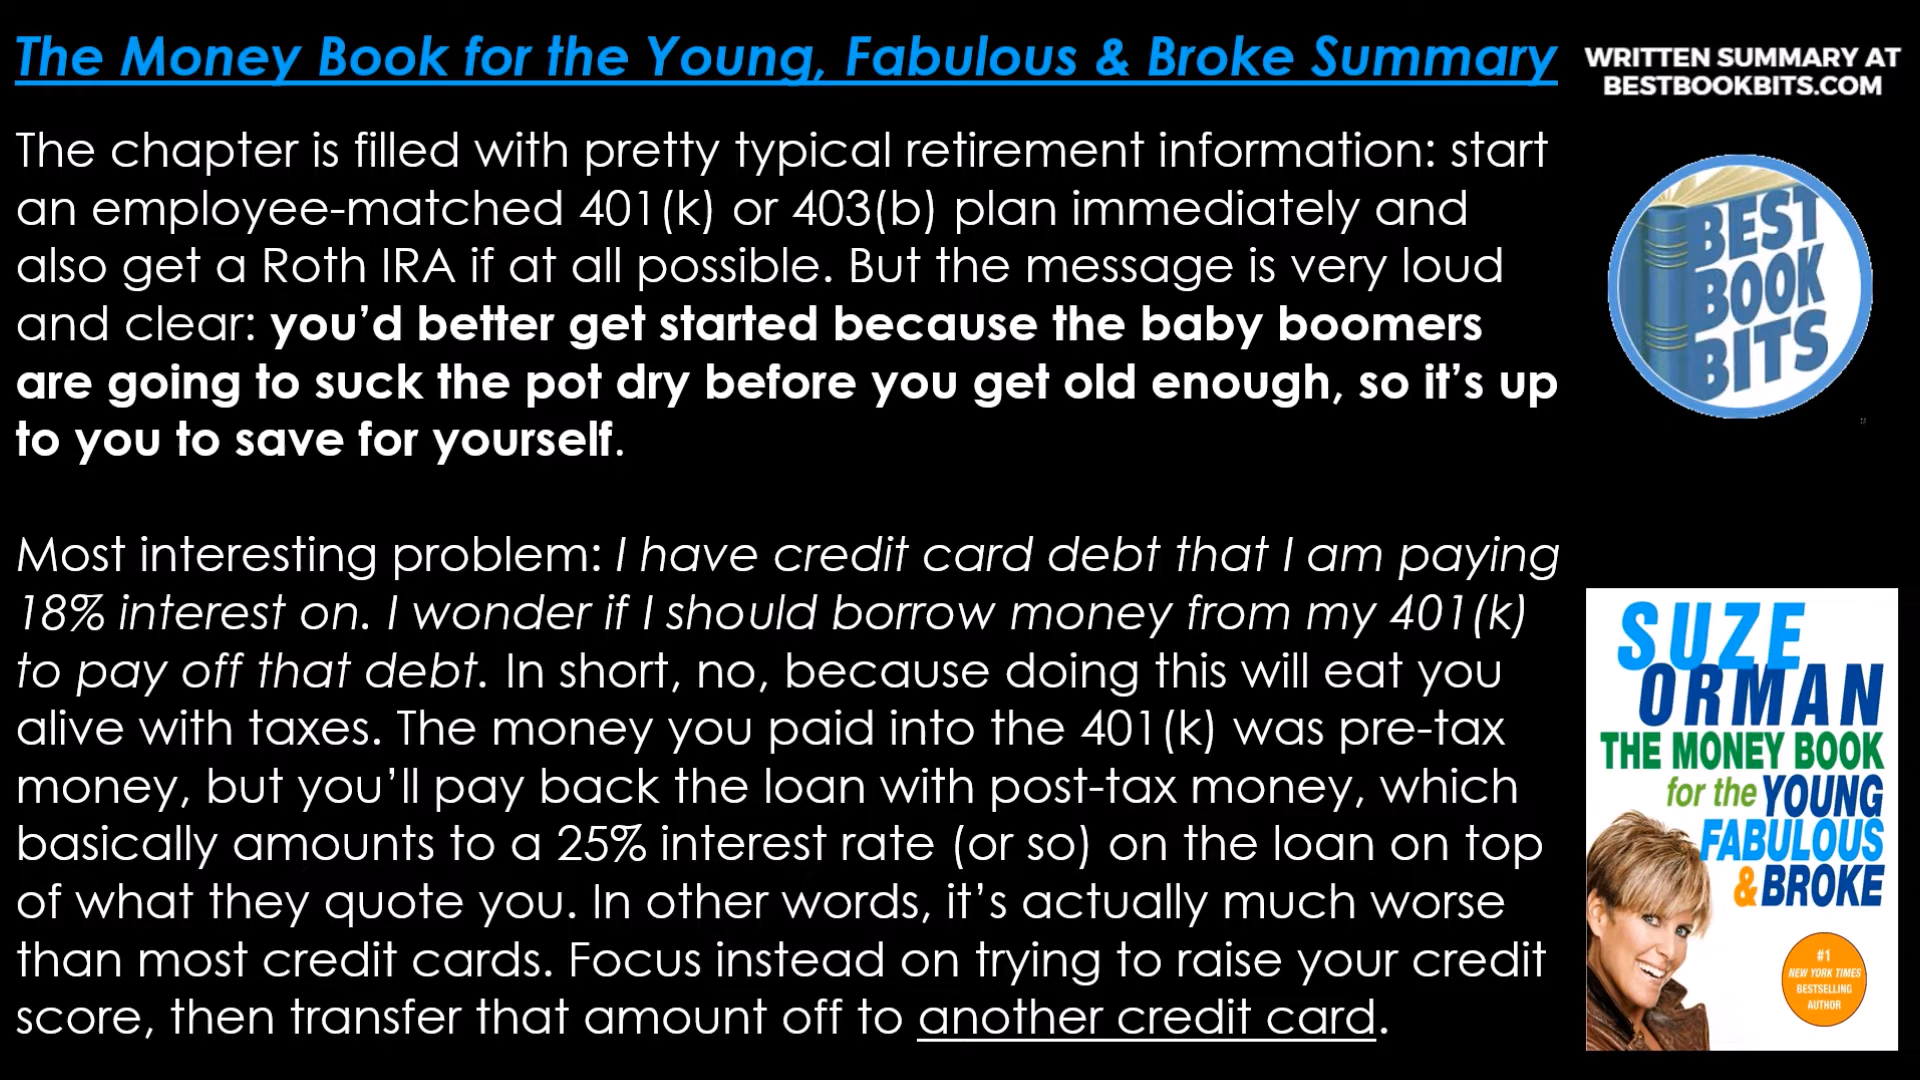 The Money Book for the Young, Fabulous & Broke Summary
WRITTEN SUMMARY AT
BESTBOOKBITS.COM
The chapter is filled with pretty typical retirement information: start
an employee-matched 401(k) or 403(b) plan immediately and
also get a Roth IRA if at all possible. But the message is very loud
and clear: you’d better get started because the baby boomers
are going to suck the pot dry before you get old enough, so it’s up
to you to save for yourself.
BEST
BOOK
BITS
Most interesting problem: I have credit card debt that I am paying
18% interest on. I wonder if I should borrow money from my 401(k)
to pay off that debt. In short, no, because doing this will eat you
alive with taxes. The money you paid into the 401(k) was pre-tax
money, but you’ll pay back the loan with post-tax money, which
basically amounts to a 25% interest rate (or so) on the loan on top
of what they quote you. In other words, it’s actually much worse
than most credit cards. Focus instead on trying to raise your credit
score, then transfer that amount off to another credit card.
SUZE
ORMAN
THE MONEY BOOK
for the YOUNG
FABULOUS
& BROKE
#1
NEW YORK TIMES
BESTSELLING
AUTHOR